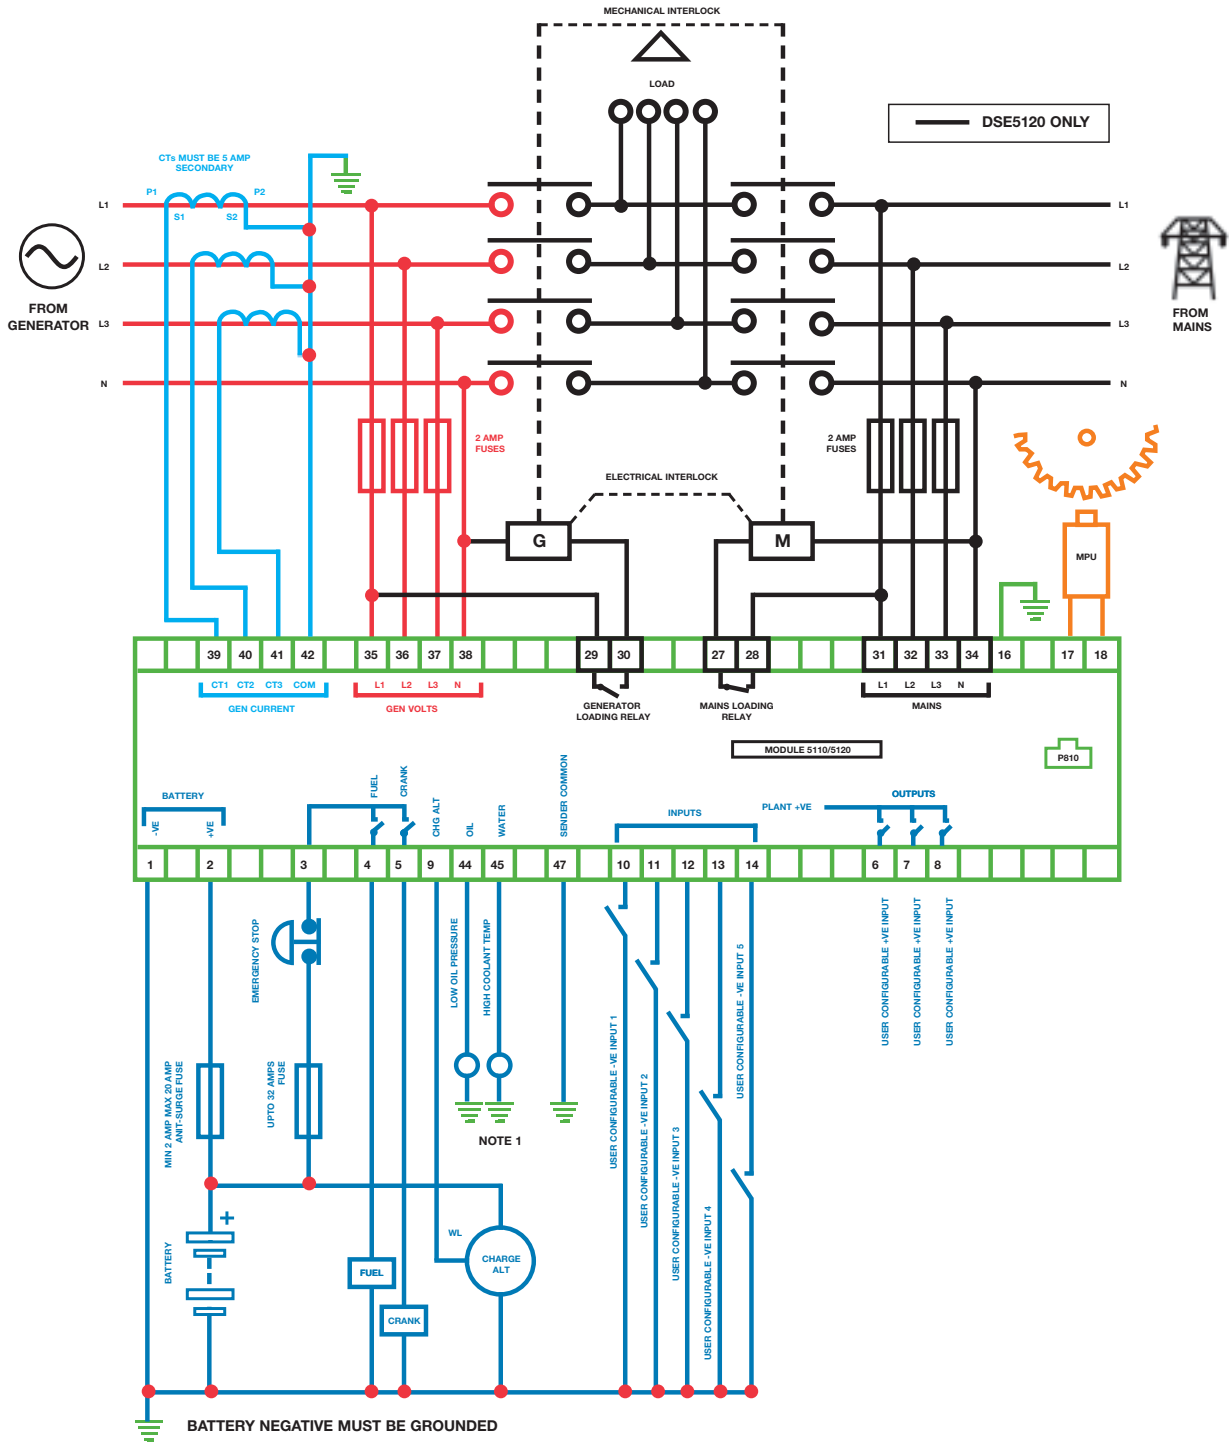 MECHANICAL INTERLOCK
LOAD
DSE5120 ONLY
CTs MUST BE 5 AMP
SECONDARY
P1
P2
S1
S2
L1
L2
L3
N
FROM
GENERATOR
L1
L2
L3
N
FROM
MAINS
2 AMP
FUSES
2 AMP
FUSES
ELECTRICAL INTERLOCK
G
M
MPU
39 40 41 42 35 36 37 38 29 30 27 28 31 32 33 34 16 17 18
CT1 CT2 CT3 COM
GEN CURRENT
L1 L2 L3 N
GEN VOLTS
GENERATOR
LOADING RELAY
MAINS LOADING
RELAY
L1 L2 L3 N
MAINS
MODULE 5110/5120
P810
BATTERY
-VE
+VE
FUEL
CRANK
CHG ALT
OIL
WATER
SENDER COMMON
INPUTS
PLANT +VE
OUTPUTS
1 2 3 4 5 9 44 45 47 10 11 12 13 14 6 7 8
EMERGENCY STOP
LOW OIL PRESSURE
HIGH COOLANT TEMP
USER CONFIGURABLE -VE INPUT 1
USER CONFIGURABLE -VE INPUT 2
USER CONFIGURABLE -VE INPUT 3
USER CONFIGURABLE -VE INPUT 4
USER CONFIGURABLE -VE INPUT 5
USER CONFIGURABLE +VE INPUT
USER CONFIGURABLE +VE INPUT
USER CONFIGURABLE +VE INPUT
MIN 2 AMP MAX 20 AMP
ANIT-SURGE FUSE
UPTO 32 AMPS
FUSE
NOTE 1
+
BATTERY
WL
CHARGE
ALT
FUEL
CRANK
BATTERY NEGATIVE MUST BE GROUNDED